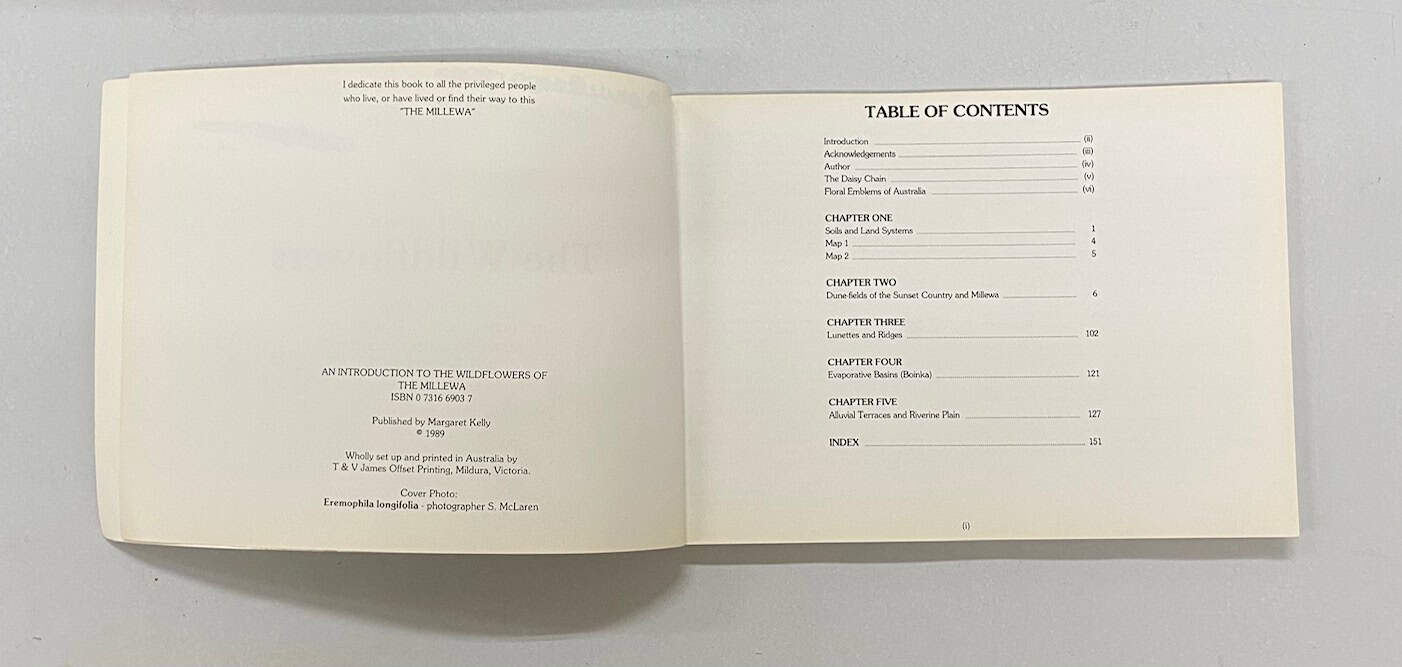 I dedicate this book to all the privileged people
who live, or have lived or find their way to this
"THE MILLEWA"
AN INTRODUCTION TO THE WILDFLOWERS OF
THE MILLEWA
ISBN 0 7316 6903 7
Published by Margaret Kelly
© 1989
Wholly set up and printed in Australia by
T & V James Offset Printing, Mildura, Victoria.
Cover Photo:
Eremophila longifolia - photographer S. McLaren
TABLE OF CONTENTS
Introduction (ii)
Acknowledgements (iii)
Author (iv)
The Daisy Chain (v)
Floral Emblems of Australia (vi)
CHAPTER ONE
Soils and Land Systems 1
Map 1 4
Map 2 5
CHAPTER TWO
Dune-fields of the Sunset Country and Millewa 6
CHAPTER THREE
Lunettes and Ridges 102
CHAPTER FOUR
Evaporative Basins (Boinka) 121
CHAPTER FIVE
Alluvial Terraces and Riverine Plain 127
INDEX 151
(i)